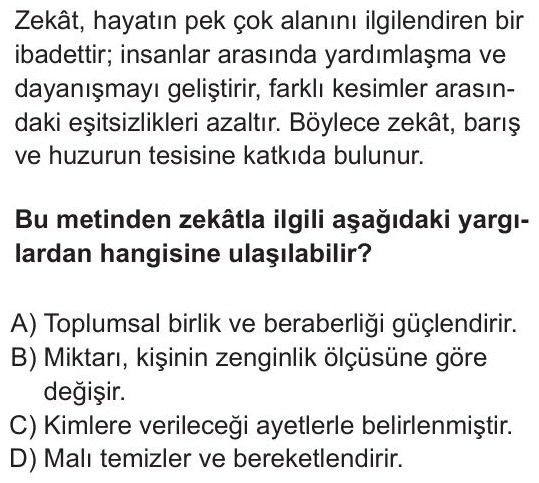 Zekât, hayatın pek çok alanını ilgilendiren bir
ibadettir; insanlar arasında yardımlaşma ve
dayanışmayı geliştirir, farklı kesimler arasın-
daki eşitsizlikleri azaltır. Böylece zekât, barış
ve huzurun tesisine katkıda bulunur.
Bu metinden zekâtla ilgili aşağıdaki yargı-
lardan hangisine ulaşılabilir?
A) Toplumsal birlik ve beraberliği güçlendirir.
B) Miktarı, kişinin zenginlik ölçüsüne göre
değişir.
C) Kimlere verileceği ayetlerle belirlenmiştir.
D) Malı temizler ve bereketlendirir.